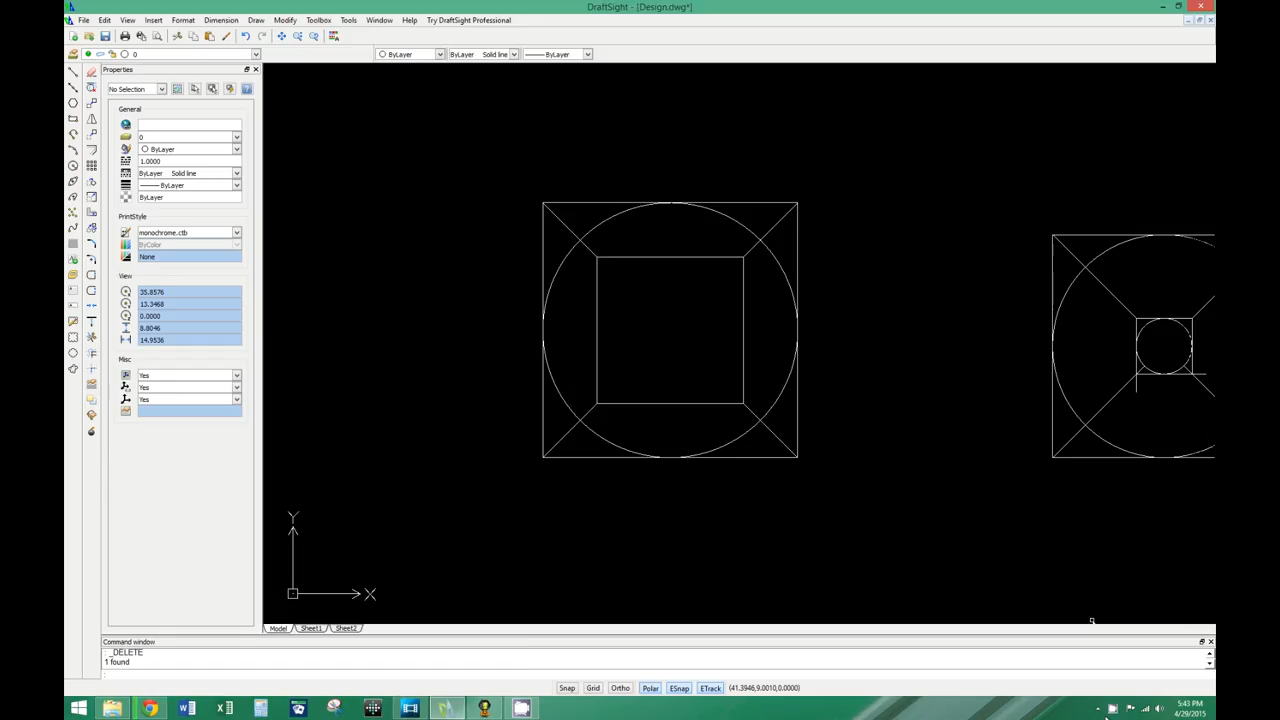 DraftSight - [Design.dwg*]
File Edit View Insert Format Dimension Draw Modify Toolbox Tools Window Help Try DraftSight Professional
0 ByLayer ByLayer Solid line ByLayer
Properties
No Selection
General
0
ByLayer
1.0000
ByLayer Solid line
ByLayer
ByLayer
PrintStyle
monochrome.ctb
ByColor
None
View
35.8576
13.3468
0.0000
8.8046
14.9536
Misc
Yes
Yes
Yes
Y
X
Model Sheet1 Sheet2
Command window
: _DELETE
1 found
:
Snap Grid Ortho Polar ESnap ETrack (41.3946,9.0010,0.0000)
5:43 PM
4/29/2015